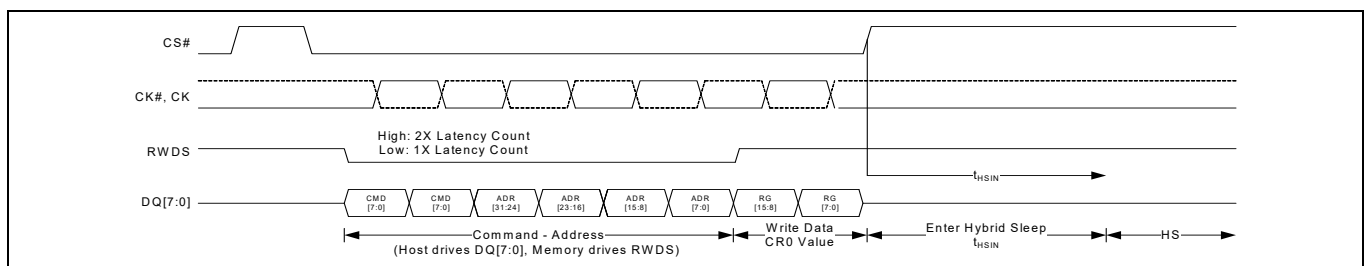 CS#
CK#, CK
High: 2X Latency Count
RWDS
Low: 1X Latency Count
tHSIN
DQ[7:0]
CMD [7:0]
CMD [7:0]
ADR [31:24]
ADR [23:16]
ADR [15:8]
ADR [7:0]
RG [15:8]
RG [7:0]
Command - Address
(Host drives DQ[7:0], Memory drives RWDS)
Write Data
CR0 Value
Enter Hybrid Sleep
tHSIN
HS